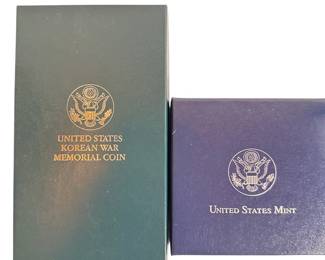 UNITED STATES
KOREAN WAR
MEMORIAL COIN
UNITED STATES MINT